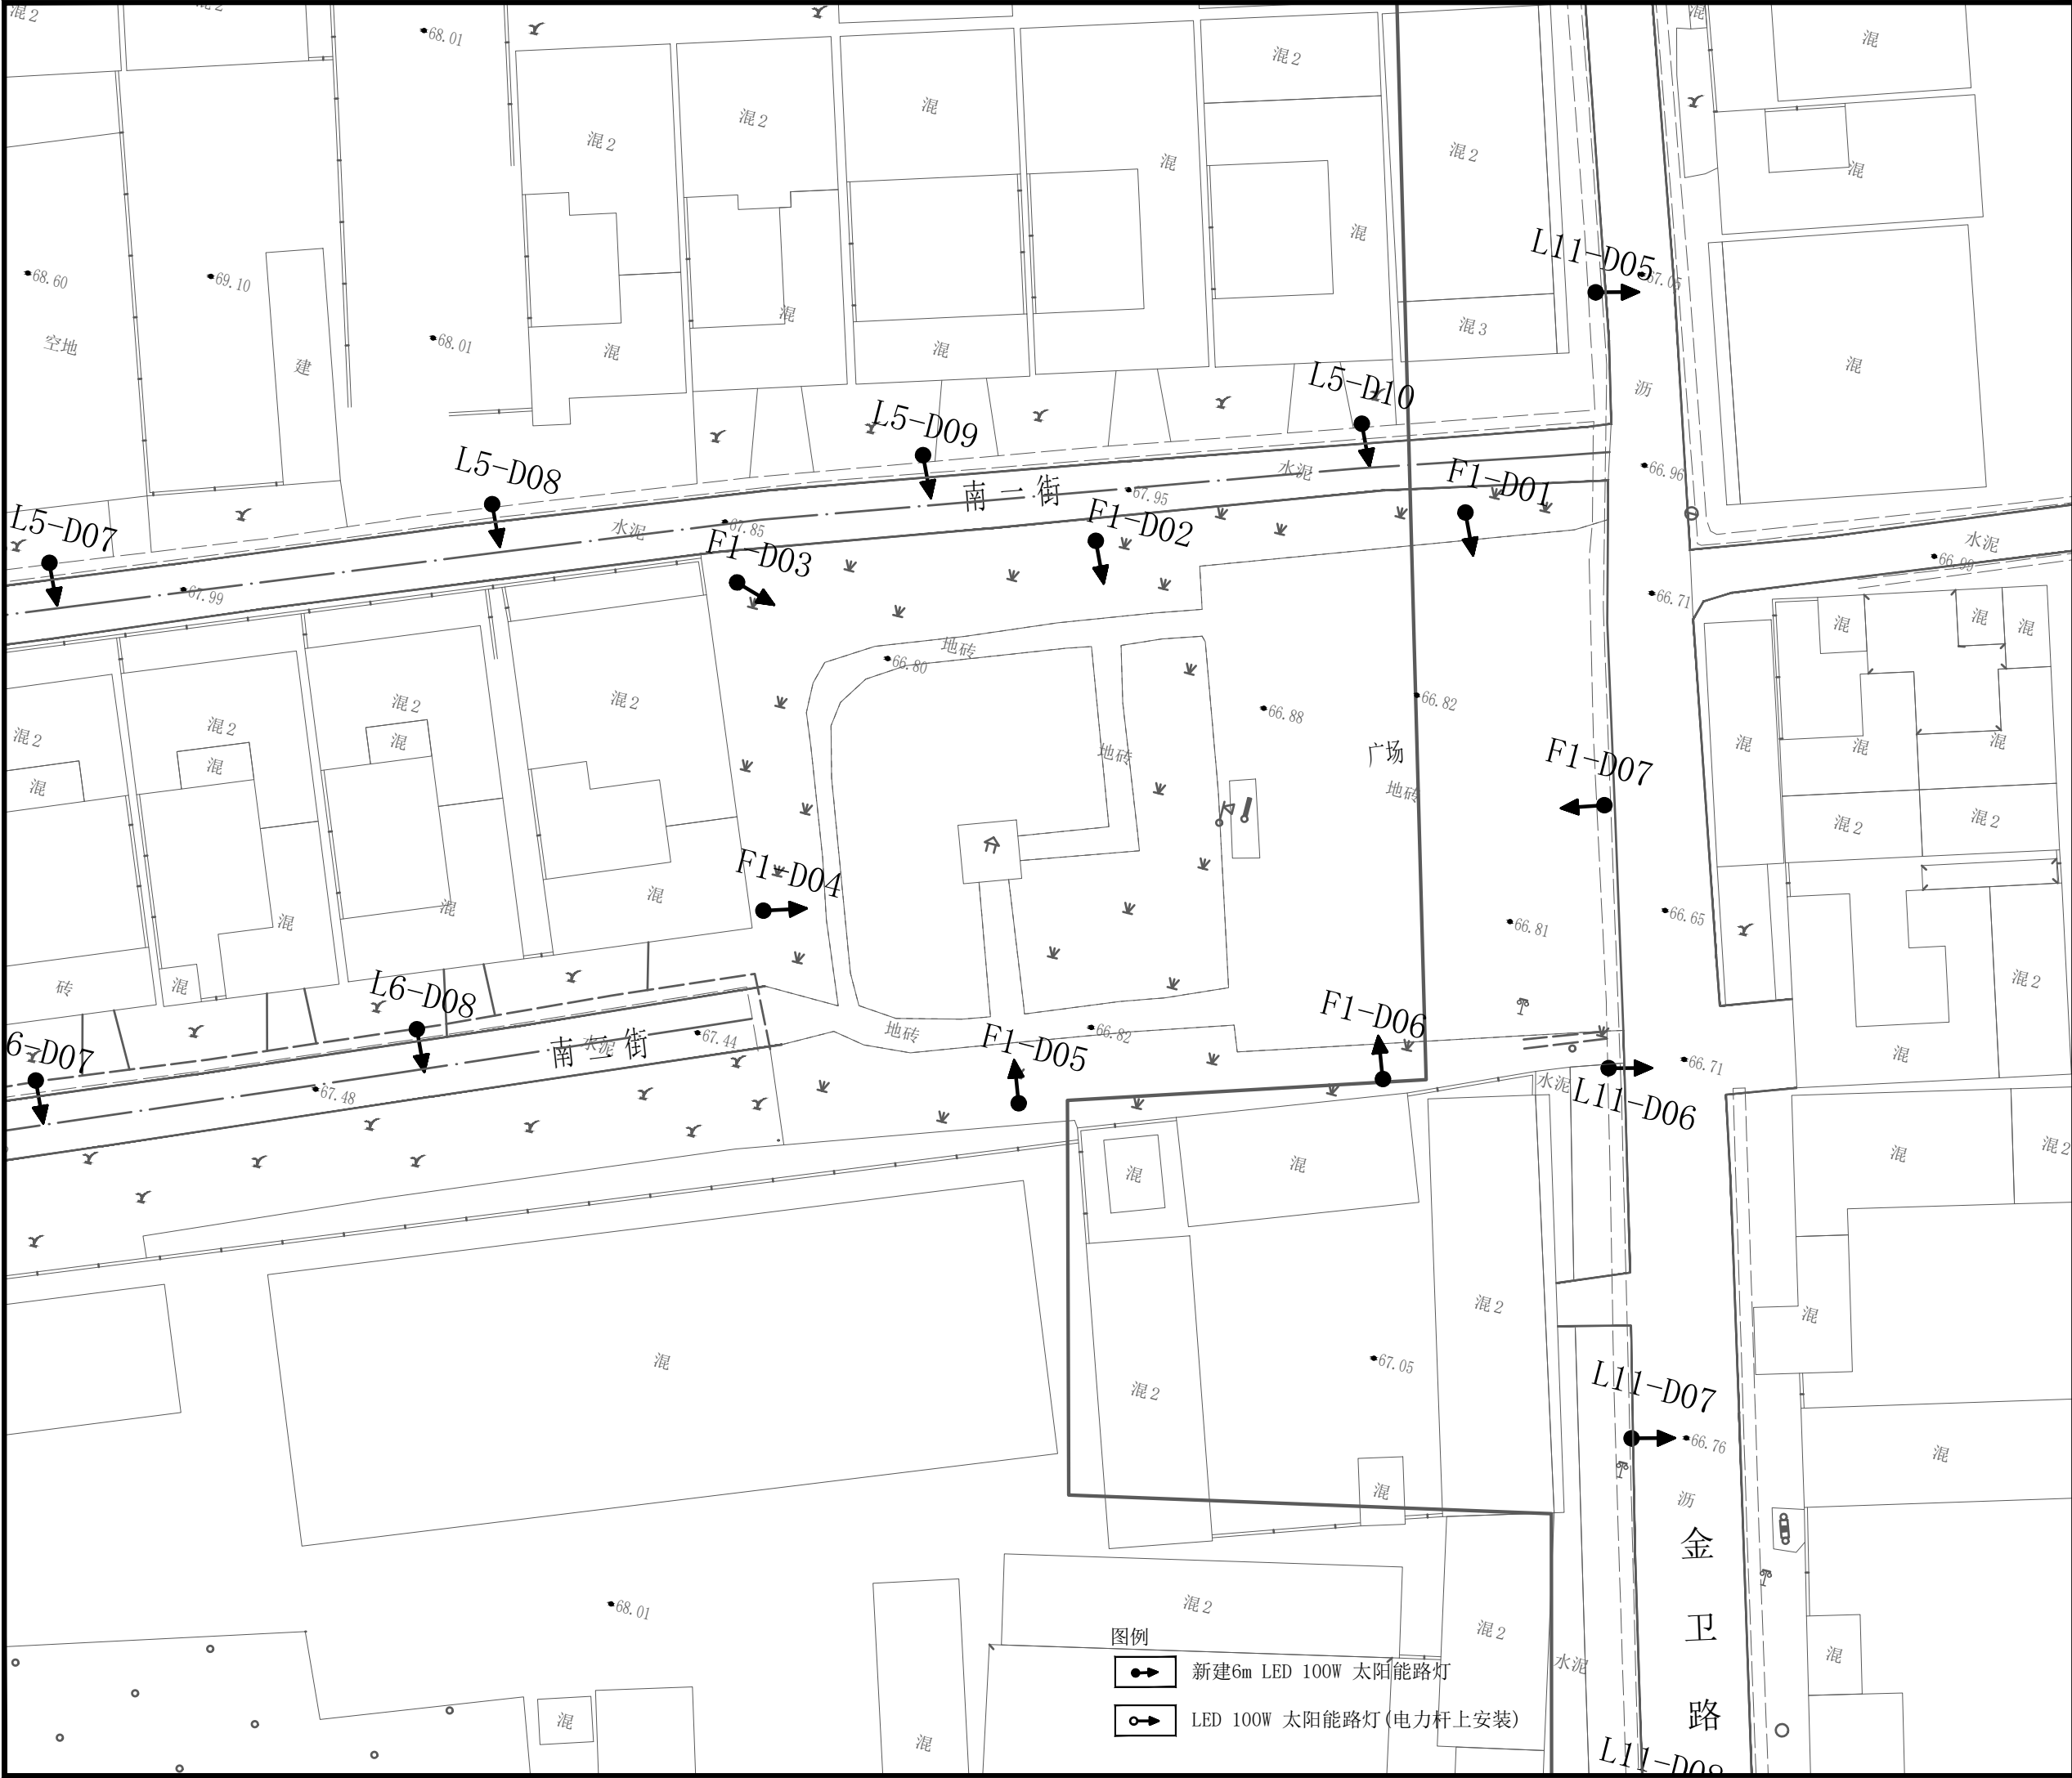 混2
混2
68.01
混2
混
混
混2
混2
混
混2
混
混2
混
混
混
L11-D05
67.05
68.60
69.10
空地
建
68.01
混
混
混
混3
混
沥
L5-D10
L5-D09
L5-D08
L5-D07
水泥
67.85
南一街
67.95
水泥
F1-D01
66.96
F1-D02
F1-D03
水泥
66.99
67.99
66.71
地砖
66.80
混
混
混
混2
混2
混2
混2
混
混
混
66.88
66.82
广场
地砖
地砖
F1-D07
混
混
混
混2
混2
F1-D04
混
混
混
66.81
66.65
混2
砖
混
L6-D08
6-D07
南二街
水泥
67.44
67.48
地砖
66.82
F1-D05
F1-D06
66.71
混
水泥
L11-D06
混
混
混
混2
混2
混
混
混2
67.05
L11-D07
66.76
混
混
沥
金
卫
路
68.01
混2
混2
水泥
混
混
混
图例
新建6m LED 100W 太阳能路灯
LED 100W 太阳能路灯(电力杆上安装)
L11-D08